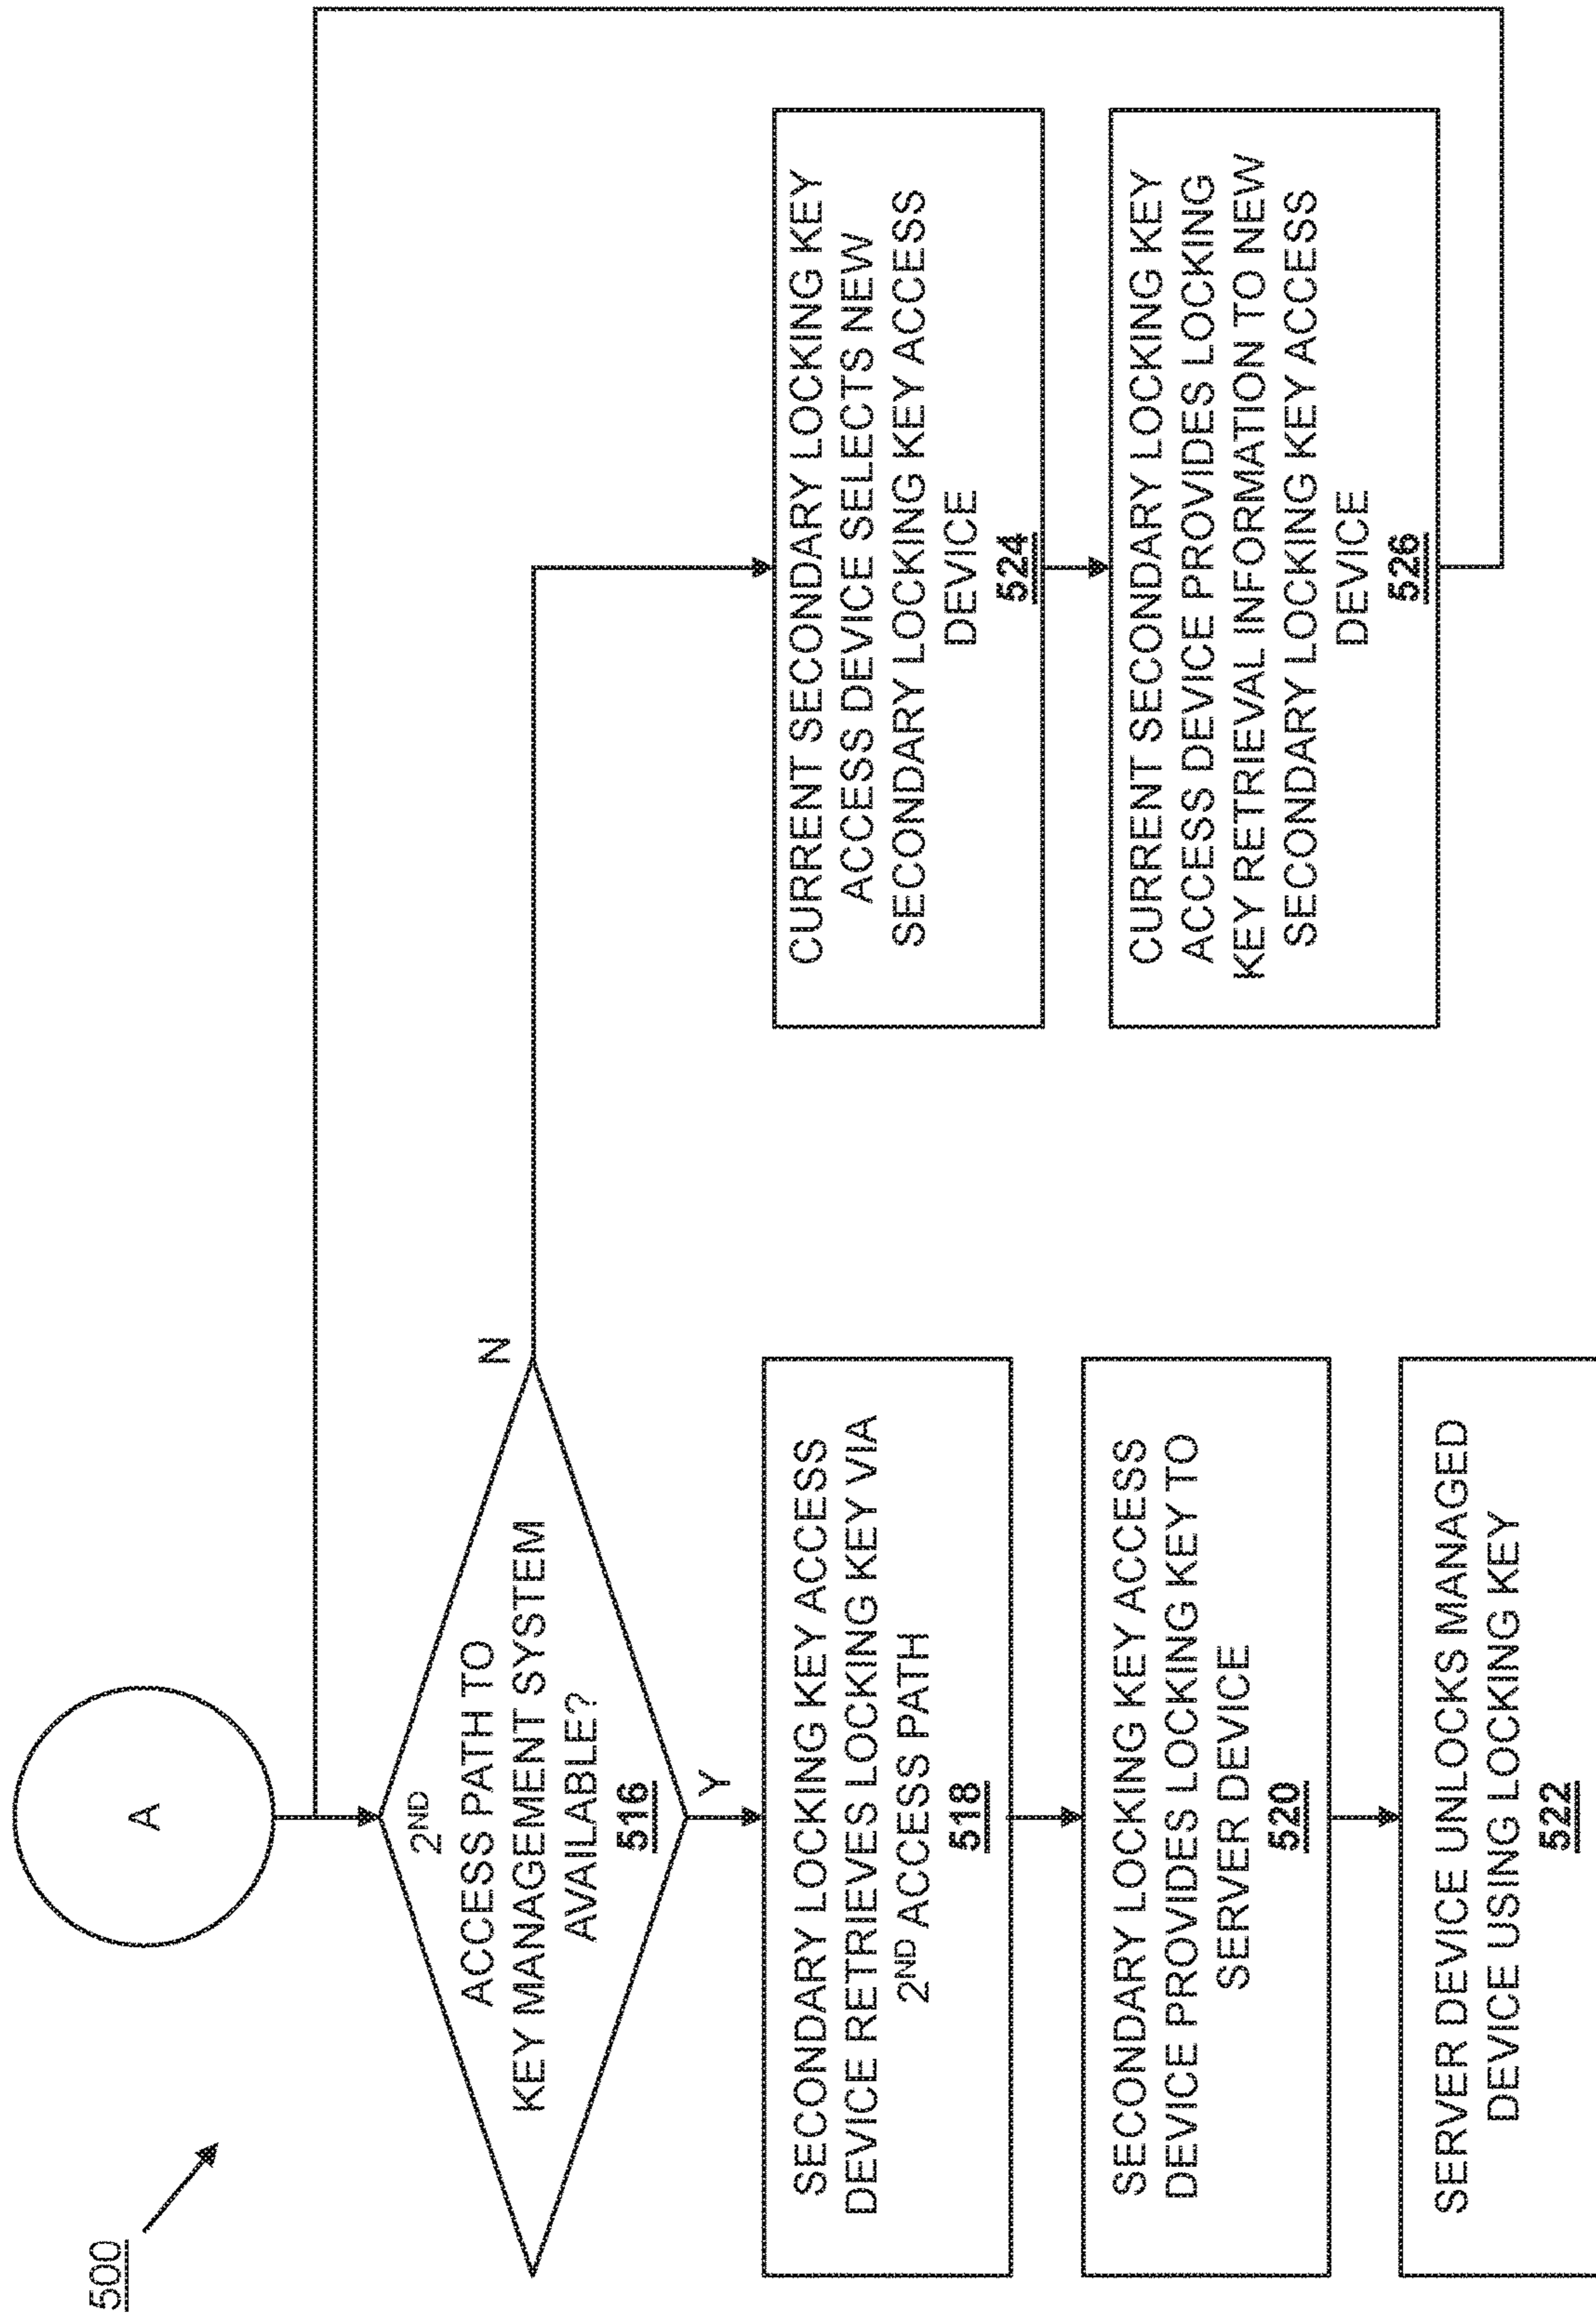 500
A
2ND
ACCESS PATH TO
KEY MANAGEMENT SYSTEM
AVAILABLE?
516
N
Y
SECONDARY LOCKING KEY ACCESS
DEVICE RETRIEVES LOCKING KEY VIA
2ND ACCESS PATH
518
SECONDARY LOCKING KEY ACCESS
DEVICE PROVIDES LOCKING KEY TO
SERVER DEVICE
520
SERVER DEVICE UNLOCKS MANAGED
DEVICE USING LOCKING KEY
522
CURRENT SECONDARY LOCKING KEY
ACCESS DEVICE SELECTS NEW
SECONDARY LOCKING KEY ACCESS
DEVICE
524
CURRENT SECONDARY LOCKING KEY
ACCESS DEVICE PROVIDES LOCKING
KEY RETRIEVAL INFORMATION TO NEW
SECONDARY LOCKING KEY ACCESS
DEVICE
526